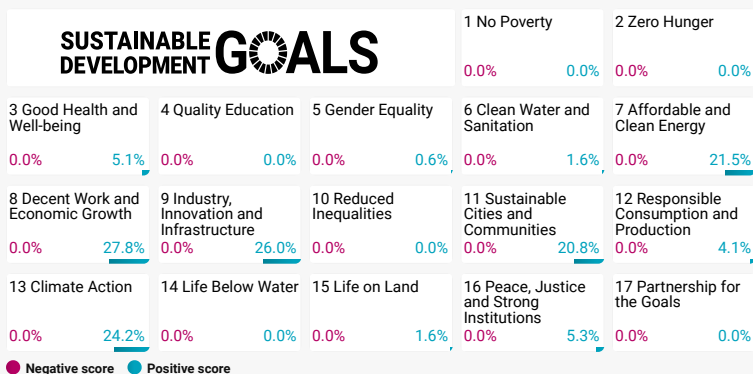 SUSTAINABLE
DEVELOPMENT
GOALS
1 No Poverty
0.0% 0.0%
2 Zero Hunger
0.0% 0.0%
3 Good Health and
Well-being
0.0% 5.1%
4 Quality Education
0.0% 0.0%
5 Gender Equality
0.0% 0.6%
6 Clean Water and
Sanitation
0.0% 1.6%
7 Affordable and
Clean Energy
0.0% 21.5%
8 Decent Work and
Economic Growth
0.0% 27.8%
9 Industry,
Innovation and
Infrastructure
0.0% 26.0%
10 Reduced
Inequalities
0.0% 0.0%
11 Sustainable
Cities and
Communities
0.0% 20.8%
12 Responsible
Consumption and
Production
0.0% 4.1%
13 Climate Action
0.0% 24.2%
14 Life Below Water
0.0% 0.0%
15 Life on Land
0.0% 1.6%
16 Peace, Justice
and Strong
Institutions
0.0% 5.3%
17 Partnership for
the Goals
0.0% 0.0%
Negative score Positive score